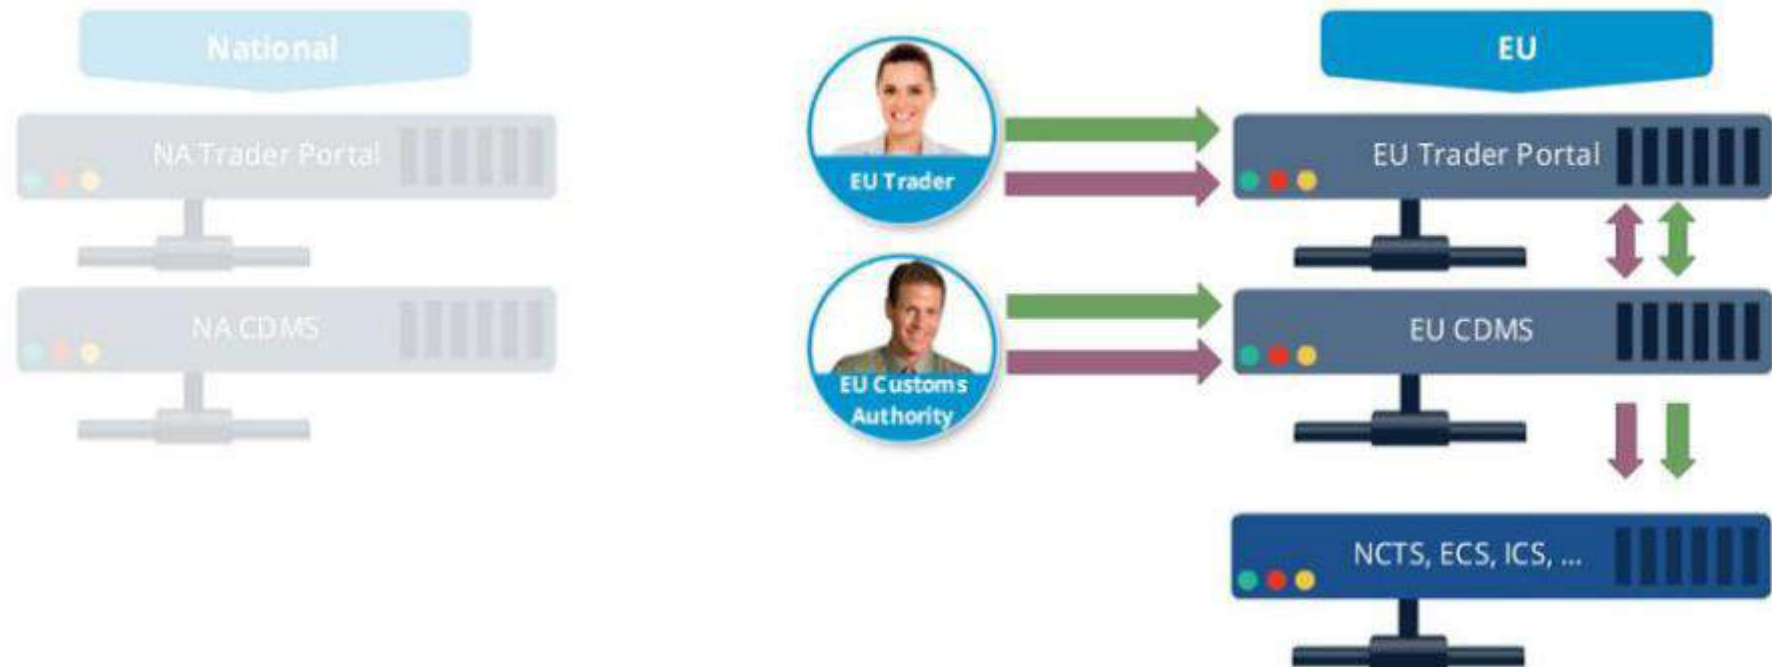 National
NA Trader Portal
NA CDMS
EU Trader
EU Customs
Authority
EU
EU Trader Portal
EU CDMS
NCTS, ECS, ICS, ...